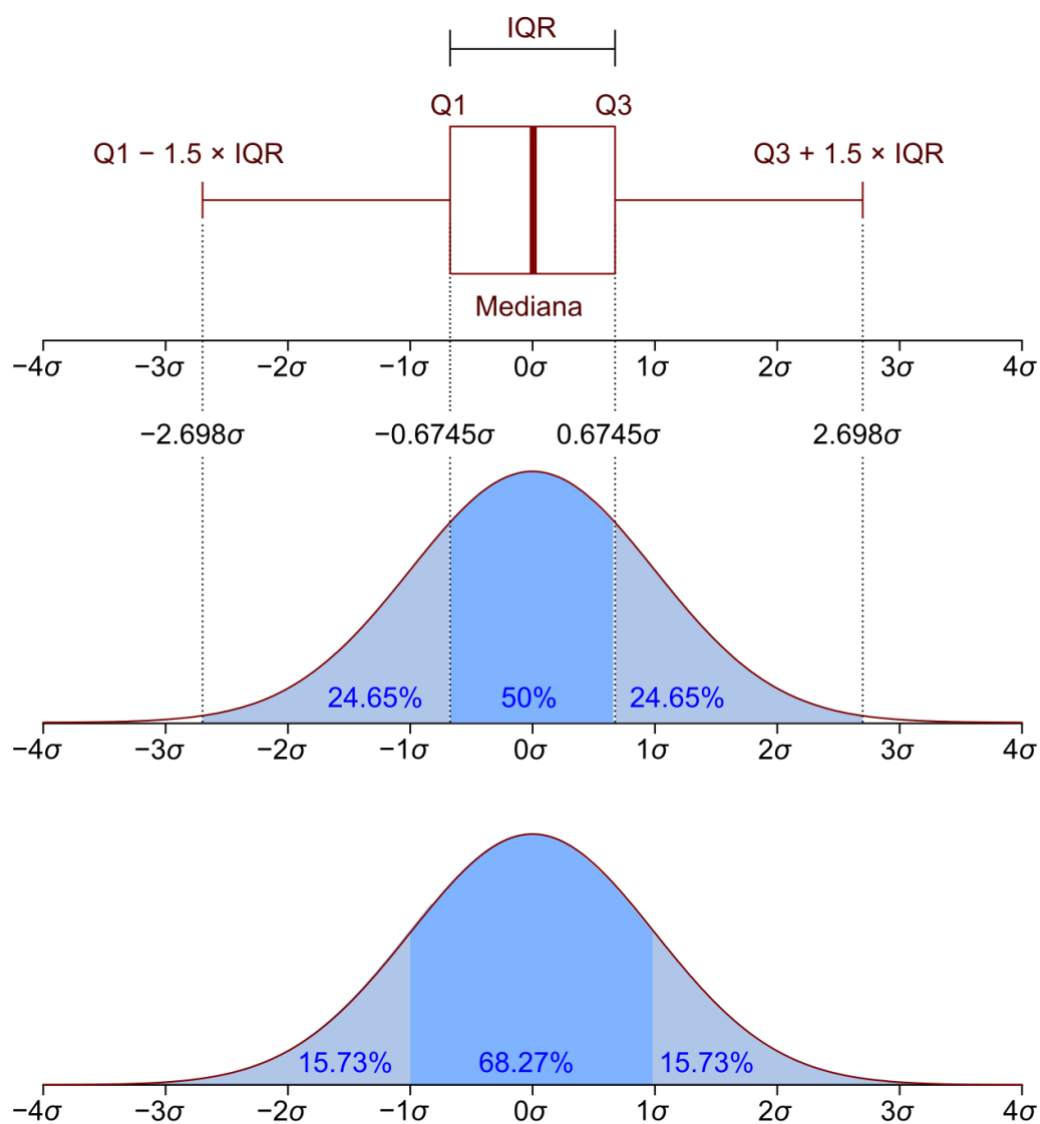 IQR
Q1 Q3
Q1 − 1.5 × IQR Q3 + 1.5 × IQR
Mediana
−4σ −3σ −2σ −1σ 0σ 1σ 2σ 3σ 4σ
−2.698σ −0.6745σ 0.6745σ 2.698σ
24.65% 50% 24.65%
−4σ −3σ −2σ −1σ 0σ 1σ 2σ 3σ 4σ
15.73% 68.27% 15.73%
−4σ −3σ −2σ −1σ 0σ 1σ 2σ 3σ 4σ